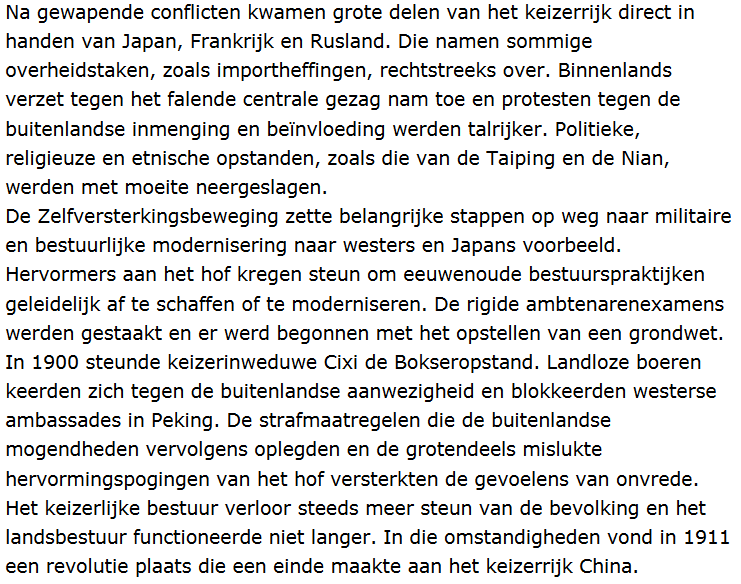 Na gewapende conflicten kwamen grote delen van het keizerrijk direct in
handen van Japan, Frankrijk en Rusland. Die namen sommige
overheidstaken, zoals importheffingen, rechtstreeks over. Binnenlands
verzet tegen het falende centrale gezag nam toe en protesten tegen de
buitenlandse inmenging en beïnvloeding werden talrijker. Politieke,
religieuze en etnische opstanden, zoals die van de Taiping en de Nian,
werden met moeite neergeslagen.
De Zelfversterkingsbeweging zette belangrijke stappen op weg naar militaire
en bestuurlijke modernisering naar westers en Japans voorbeeld.
Hervormers aan het hof kregen steun om eeuwenoude bestuurspraktijken
geleidelijk af te schaffen of te moderniseren. De rigide ambtenarenexamens
werden gestaakt en er werd begonnen met het opstellen van een grondwet.
In 1900 steunde keizerinweduwe Cixi de Bokseropstand. Landloze boeren
keerden zich tegen de buitenlandse aanwezigheid en blokkeerden westerse
ambassades in Peking. De strafmaatregelen die de buitenlandse
mogendheden vervolgens oplegden en de grotendeels mislukte
hervormingspogingen van het hof versterkten de gevoelens van onvrede.
Het keizerlijke bestuur verloor steeds meer steun van de bevolking en het
landsbestuur functioneerde niet langer. In die omstandigheden vond in 1911
een revolutie plaats die een einde maakte aan het keizerrijk China.